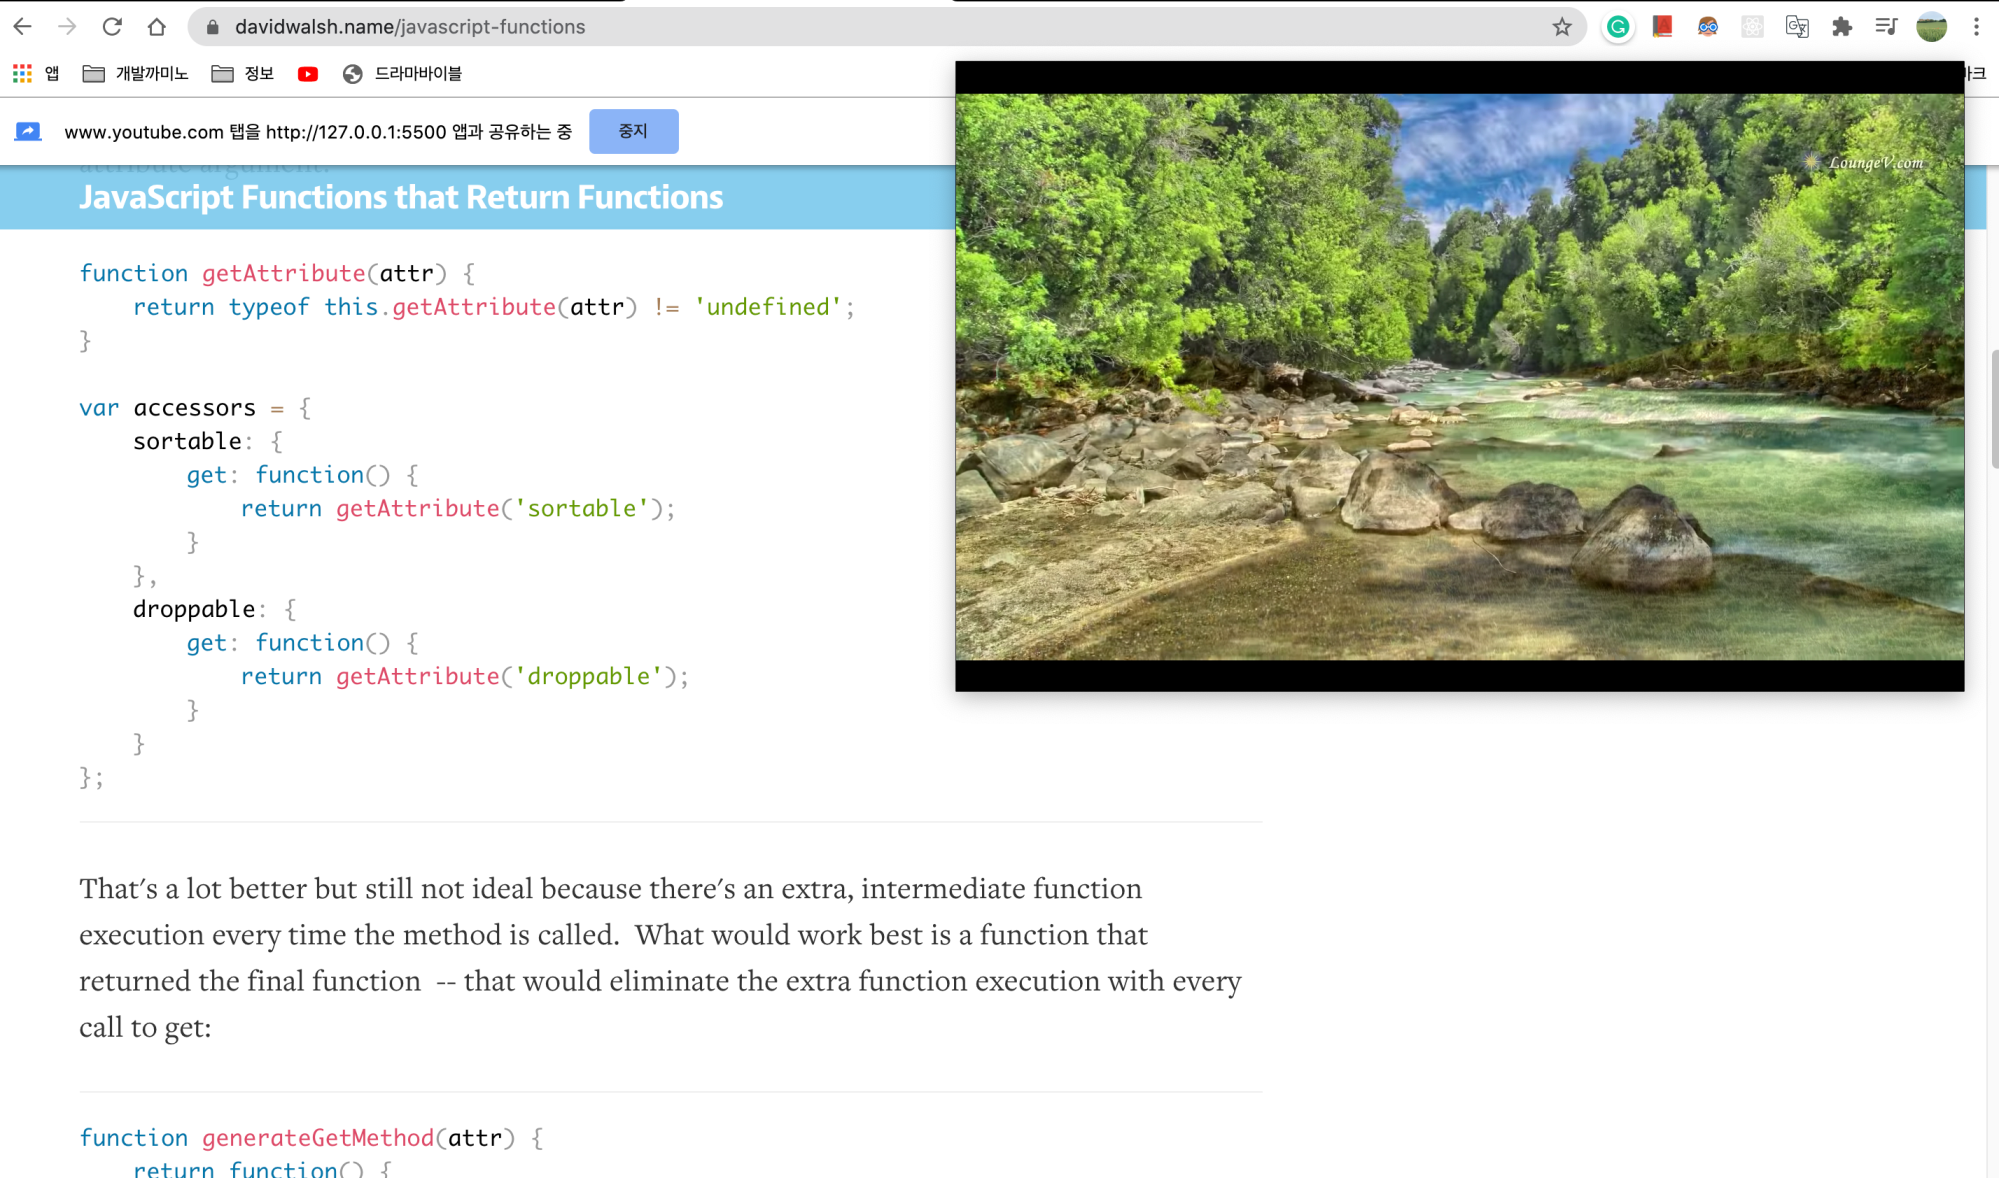 davidwalsh.name/javascript-functions
앱 개발까미노 정보 드라마바이블
www.youtube.com 탭을 http://127.0.0.1:5500 앱과 공유하는 중 중지
attribute argument.
JavaScript Functions that Return Functions
LoungeV.com
function getAttribute(attr) {
    return typeof this.getAttribute(attr) != 'undefined';
}
var accessors = {
    sortable: {
        get: function() {
            return getAttribute('sortable');
        }
    },
    droppable: {
        get: function() {
            return getAttribute('droppable');
        }
    }
};
That's a lot better but still not ideal because there's an extra, intermediate function
execution every time the method is called.  What would work best is a function that
returned the final function  -- that would eliminate the extra function execution with every
call to get:
function generateGetMethod(attr) {
    return function() {